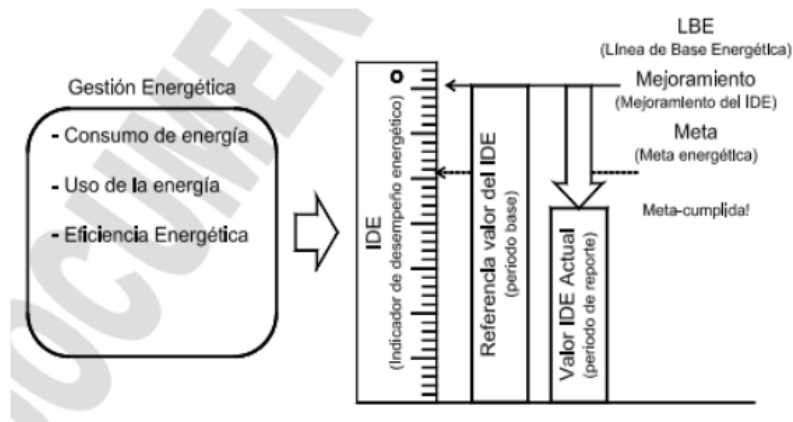 LBE
(Línea de Base Energética)
Gestión Energética
- Consumo de energía
- Uso de la energía
- Eficiencia Energética
IDE
(Indicador de desempeño energético)
Referencia valor del IDE
(periodo base)
Valor IDE Actual
(periodo de reporte)
Mejoramiento
(Mejoramiento del IDE)
Meta
(Meta energética)
Meta-cumplida!